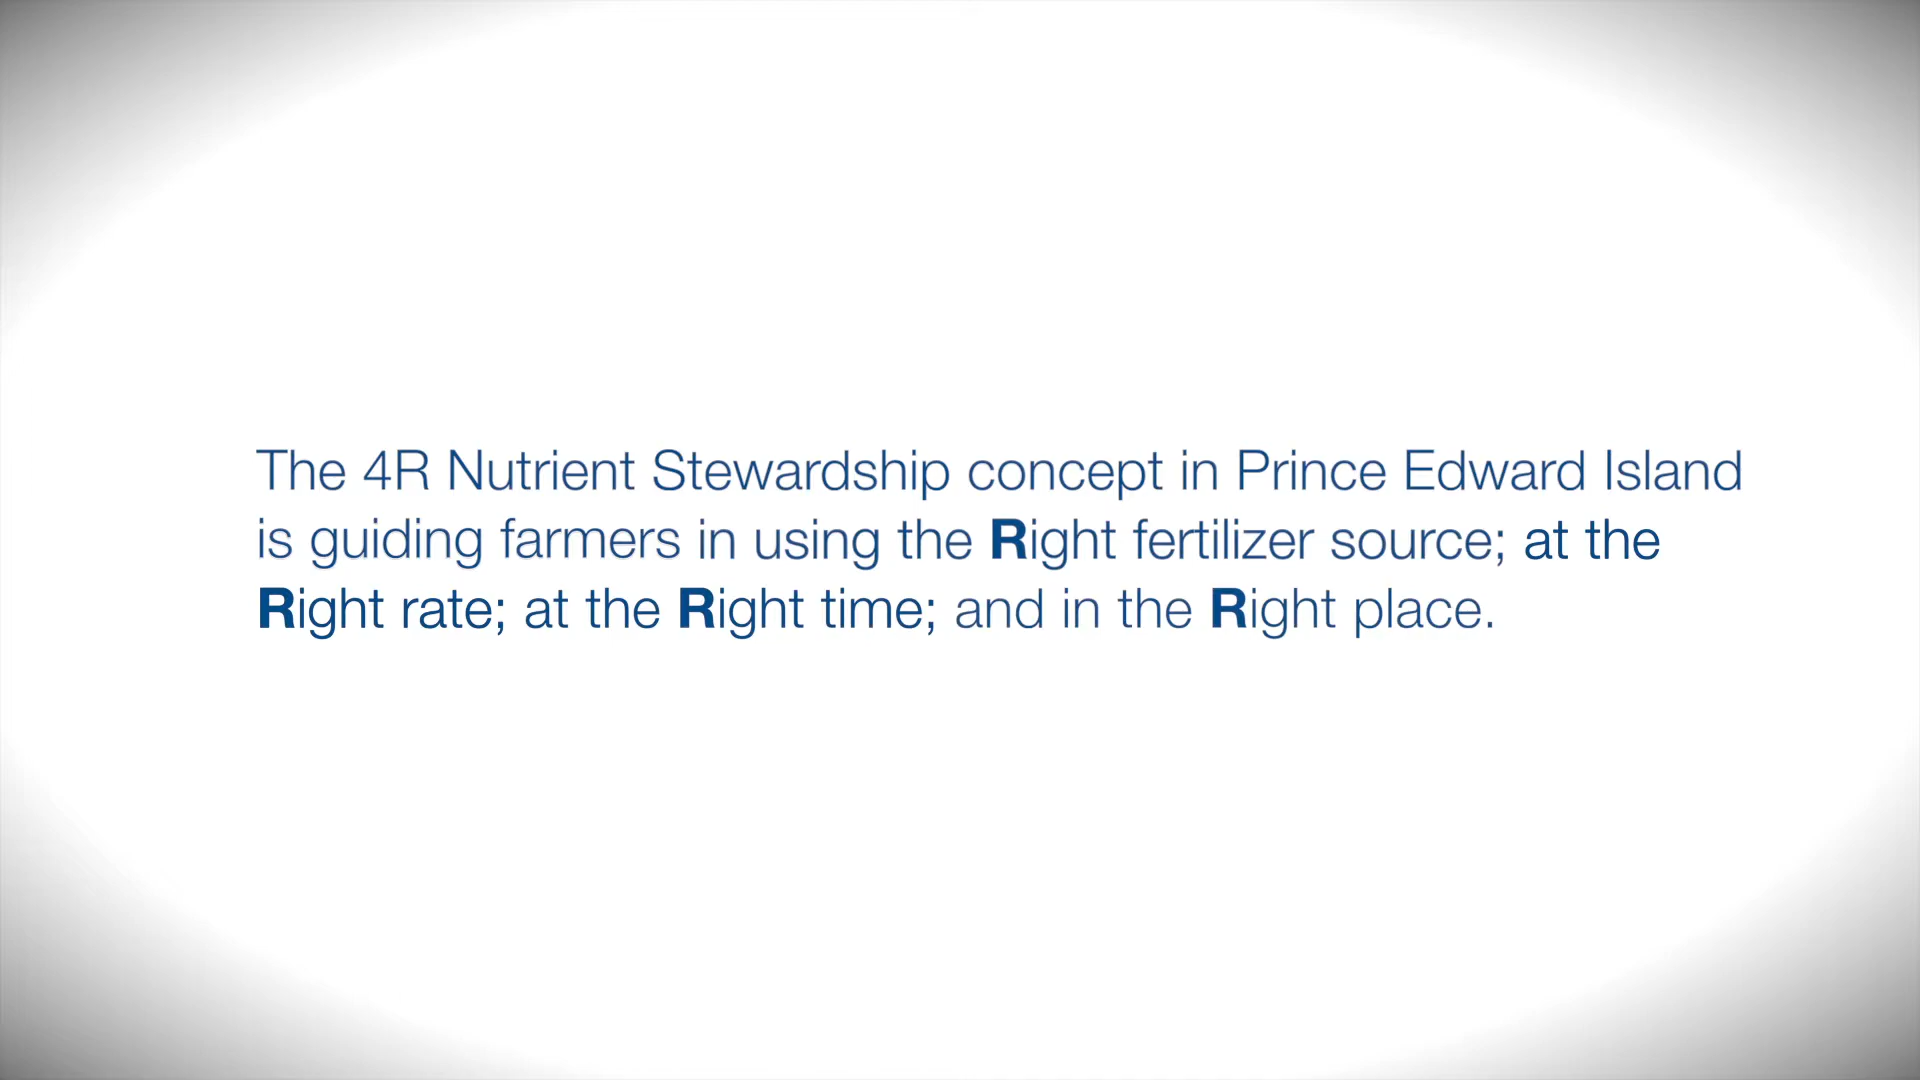 The 4R Nutrient Stewardship concept in Prince Edward Island
is guiding farmers in using the Right fertilizer source; at the
Right rate; at the Right time; and in the Right place.